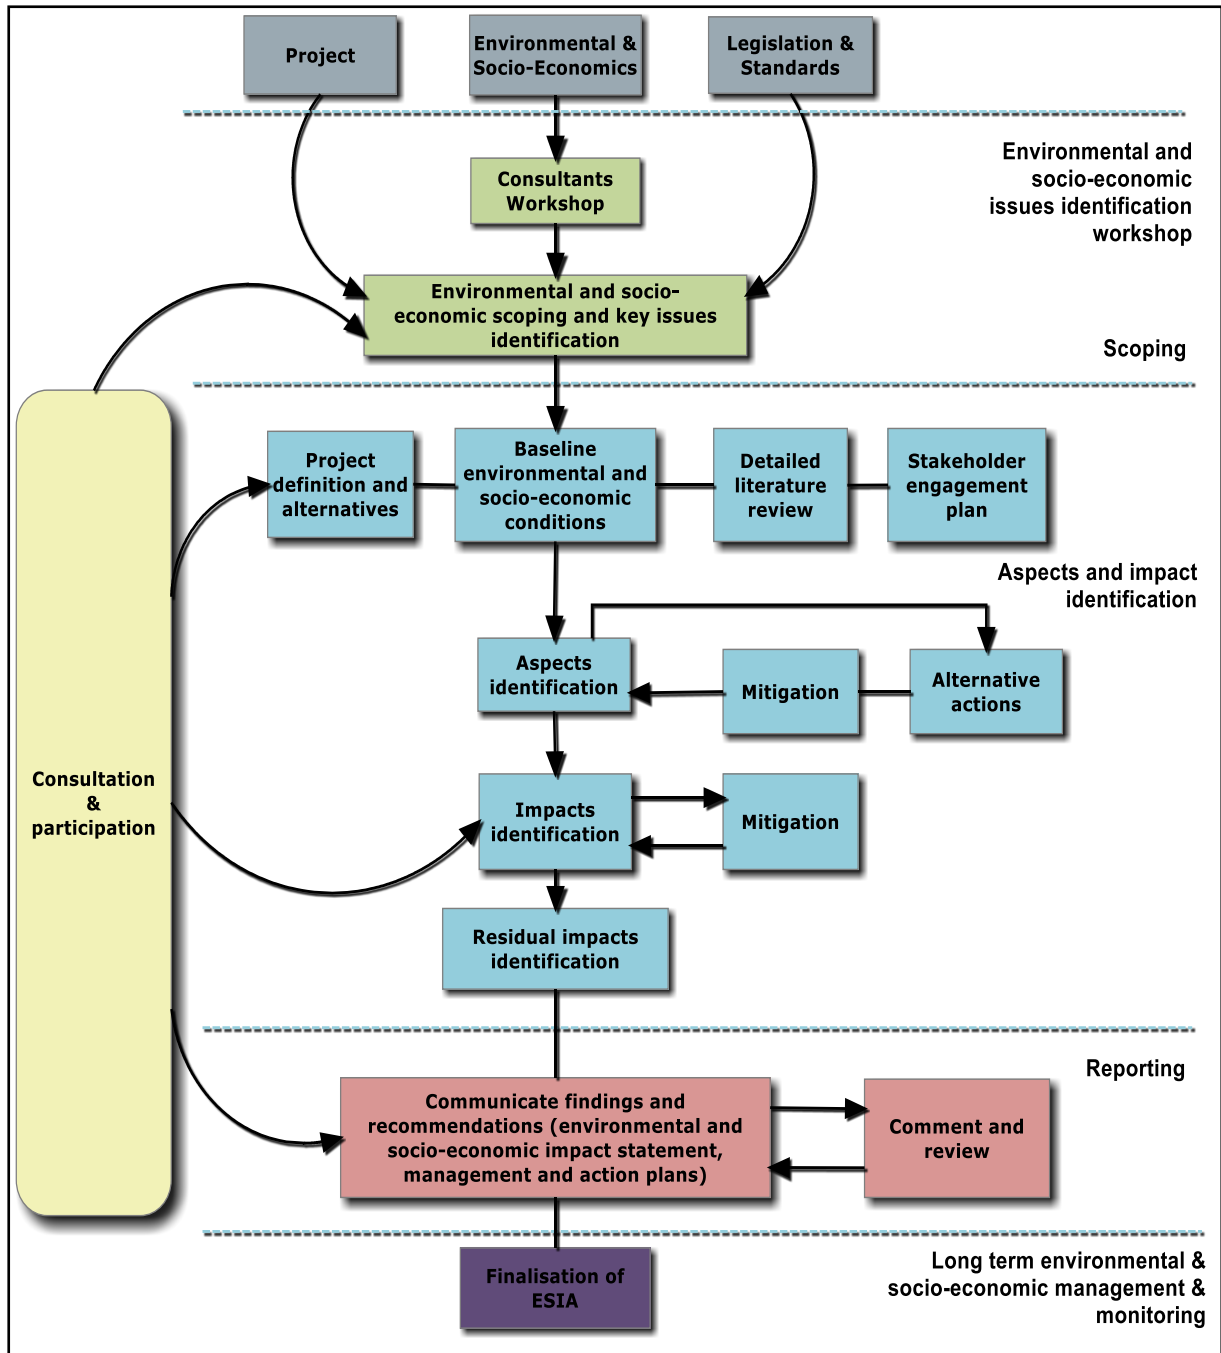 Project
Environmental &
Socio-Economics
Legislation &
Standards
Environmental and
socio-economic
issues identification
workshop
Consultants
Workshop
Environmental and socio-
economic scoping and key issues
identification
Scoping
Project
definition and
alternatives
Baseline
environmental and
socio-economic
conditions
Detailed
literature
review
Stakeholder
engagement
plan
Aspects and impact
identification
Aspects
identification
Mitigation
Alternative
actions
Consultation
&
participation
Impacts
identification
Mitigation
Residual impacts
identification
Reporting
Communicate findings and
recommendations (environmental and
socio-economic impact statement,
management and action plans)
Comment and
review
Finalisation of
ESIA
Long term environmental &
socio-economic management &
monitoring